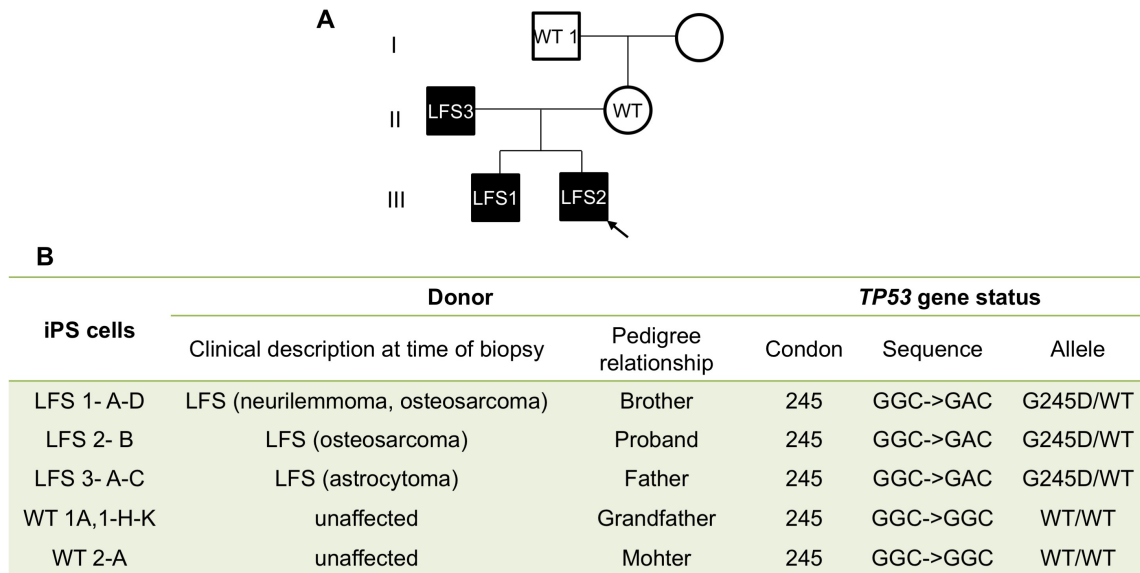 A
I
WT 1
II
LFS3
WT
III
LFS1
LFS2
B
iPS cells
Donor
TP53 gene status
Clinical description at time of biopsy
Pedigree relationship
Condon
Sequence
Allele
LFS 1- A-D LFS (neurilemmoma, osteosarcoma) Brother 245 GGC->GAC G245D/WT
LFS 2- B LFS (osteosarcoma) Proband 245 GGC->GAC G245D/WT
LFS 3- A-C LFS (astrocytoma) Father 245 GGC->GAC G245D/WT
WT 1A,1-H-K unaffected Grandfather 245 GGC->GGC WT/WT
WT 2-A unaffected Mohter 245 GGC->GGC WT/WT